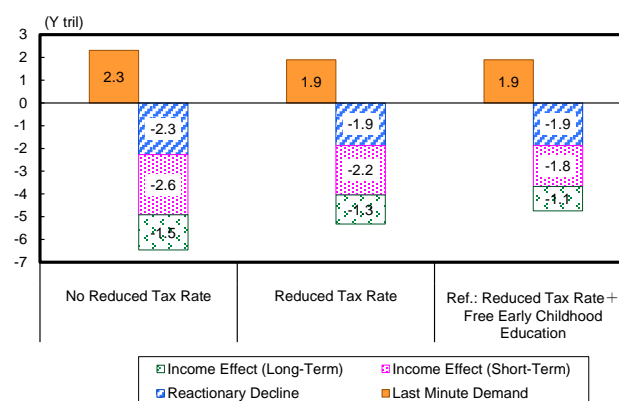 (Y tril)
3
2
1
0
-1
-2
-3
-4
-5
-6
-7
2.3
-2.3
-2.6
-1.5
1.9
-1.9
-2.2
-1.3
1.9
-1.9
-1.8
-1.1
No Reduced Tax Rate
Reduced Tax Rate
Ref.: Reduced Tax Rate＋
Free Early Childhood
Education
Income Effect (Long-Term)
Income Effect (Short-Term)
Reactionary Decline
Last Minute Demand